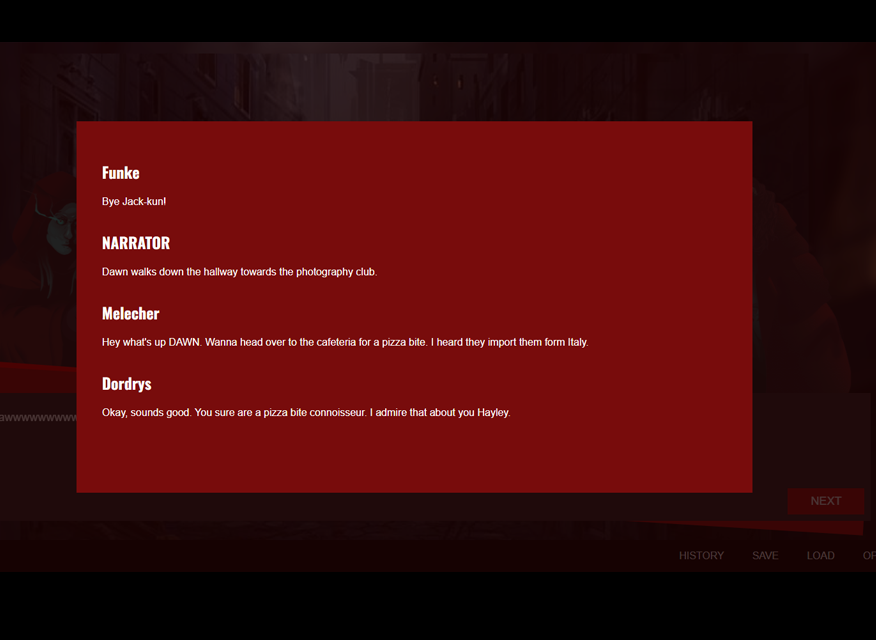 Funke
Bye Jack-kun!
NARRATOR
Dawn walks down the hallway towards the photography club.
Melecher
Hey what's up DAWN. Wanna head over to the cafeteria for a pizza bite. I heard they import them form Italy.
Dordrys
Okay, sounds good. You sure are a pizza bite connoisseur. I admire that about you Hayley.
NEXT
HISTORY SAVE LOAD